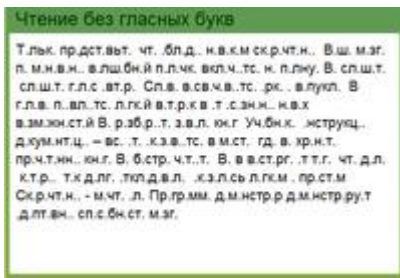 Чтение без гласных букв
Т.льк. пр.дст.вьт. чт. .бл.д.. н.в.к.м ск.р.чт.н.. В.ш. м.зг.
п. м.н.в.н.. в.лш.бн.й п.л.чк. вкл.ч..тс. н. п.лну. В. сл.ш.т.
сл.ш.т. г.л.с .вт.р. Сл.в. в.св.ч.в..тс. .рк.. . в.пукл. В
г.л.в. п..вл..тс. л.гк.й в.т.р.к в .т .с.зн.н.. н.в.х
в.зм.жн.ст.й В. р.зб.р..т. з.в.л. кн.г Уч.бн.к. .нструкц..
д.кум.нт.ц.. – вс. .т. .к.з.в..тс. в м.ст. гд. в. хр.н.т.
пр.ч.т.нн.. кн.г. В. б.стр. ч.т..т. В. в в.ст.рг. .т т.г. чт. д.л.
к.т.р.. т.к д.лг. .ткл.д.в.л. .к.з.л.сь л.гк.м . пр.ст.м
Ск.р.чт.н.. - м.чт. .л. Пр.гр.мм. д.м.нстр.р д.м.нстр.ру.т
.д.пт.вн.. сп.с.бн.ст. м.зг.